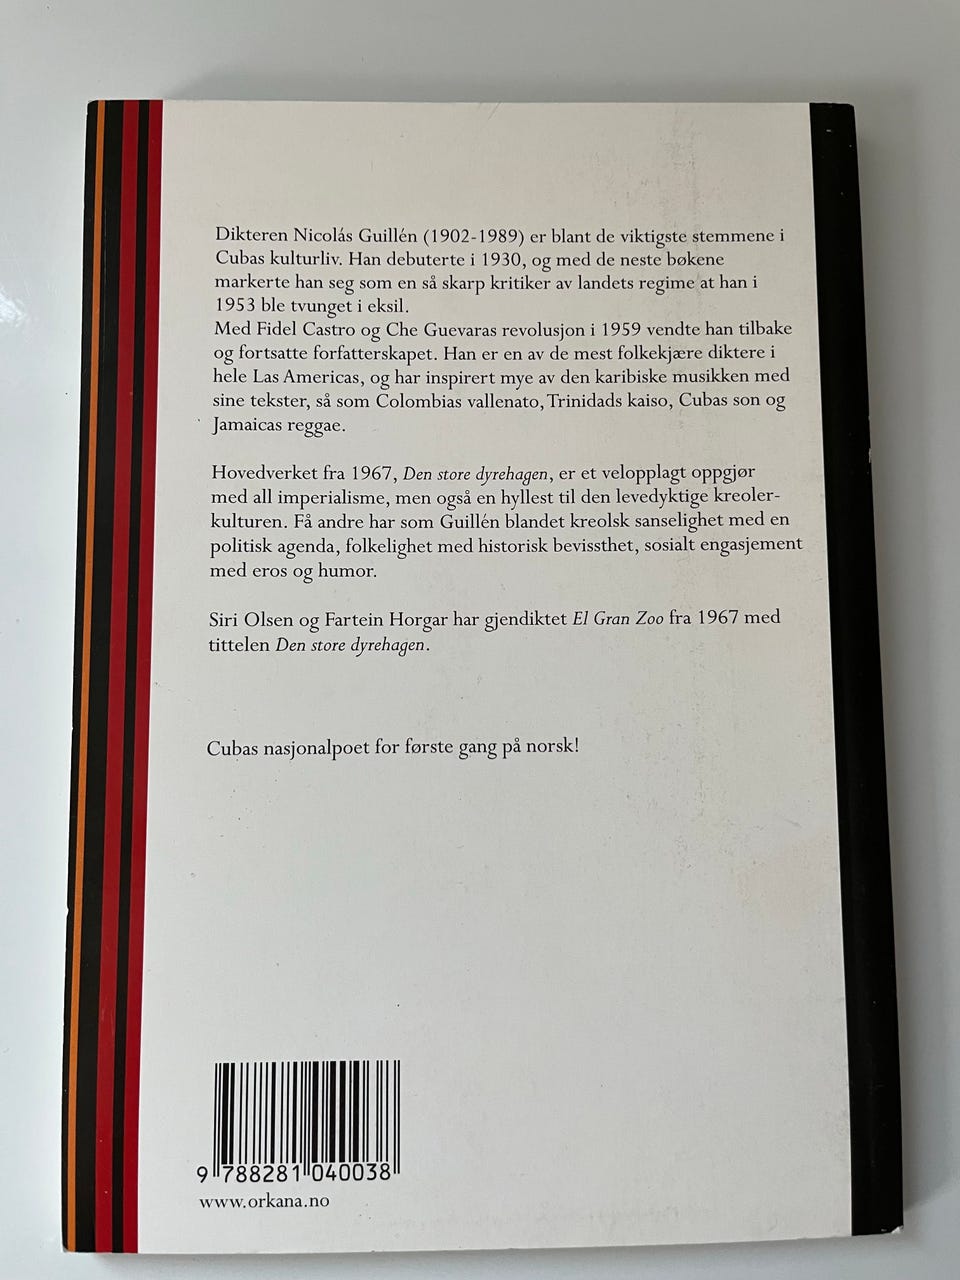 Dikteren Nicolás Guillén (1902-1989) er blant de viktigste stemmene i
Cubas kulturliv. Han debuterte i 1930, og med de neste bøkene
markerte han seg som en så skarp kritiker av landets regime at han i
1953 ble tvunget i eksil.
Med Fidel Castro og Che Guevaras revolusjon i 1959 vendte han tilbake
og fortsatte forfatterskapet. Han er en av de mest folkekjære diktere i
hele Las Americas, og har inspirert mye av den karibiske musikken med
sine tekster, så som Colombias vallenato, Trinidads kaiso, Cubas son og
Jamaicas reggae.
Hovedverket fra 1967, Den store dyrehagen, er et velopplagt oppgjør
med all imperialisme, men også en hyllest til den levedyktige kreoler-
kulturen. Få andre har som Guillén blandet kreolsk sanselighet med en
politisk agenda, folkelighet med historisk bevissthet, sosialt engasjement
med eros og humor.
Siri Olsen og Fartein Horgar har gjendiktet El Gran Zoo fra 1967 med
tittelen Den store dyrehagen.
Cubas nasjonalpoet for første gang på norsk!
9 788281 040038
www.orkana.no